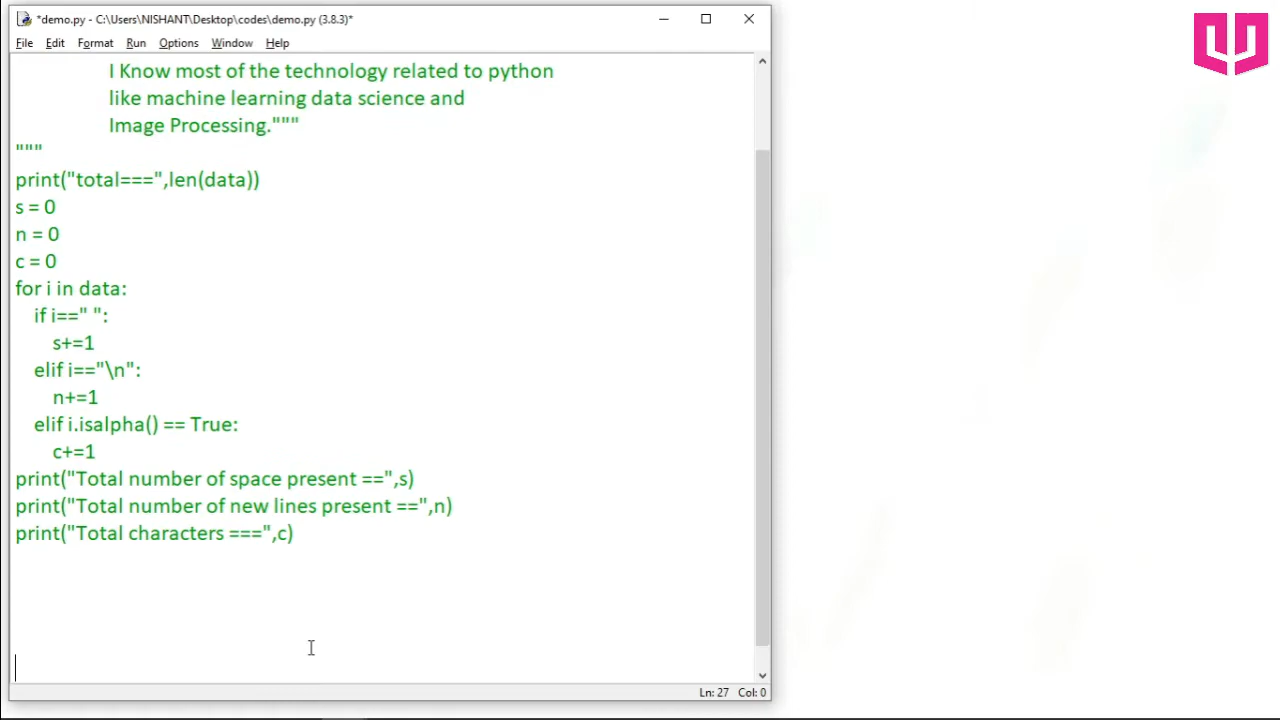 *demo.py - C:\Users\NISHANT\Desktop\codes\demo.py (3.8.3)*
File Edit Format Run Options Window Help
I Know most of the technology related to python
like machine learning data science and
Image Processing."""
"""
print("total===",len(data))
s = 0
n = 0
c = 0
for i in data:
    if i==" ":
        s+=1
    elif i=="\n":
        n+=1
    elif i.isalpha() == True:
        c+=1
print("Total number of space present ==",s)
print("Total number of new lines present ==",n)
print("Total characters ===",c)
Ln: 27 Col: 0